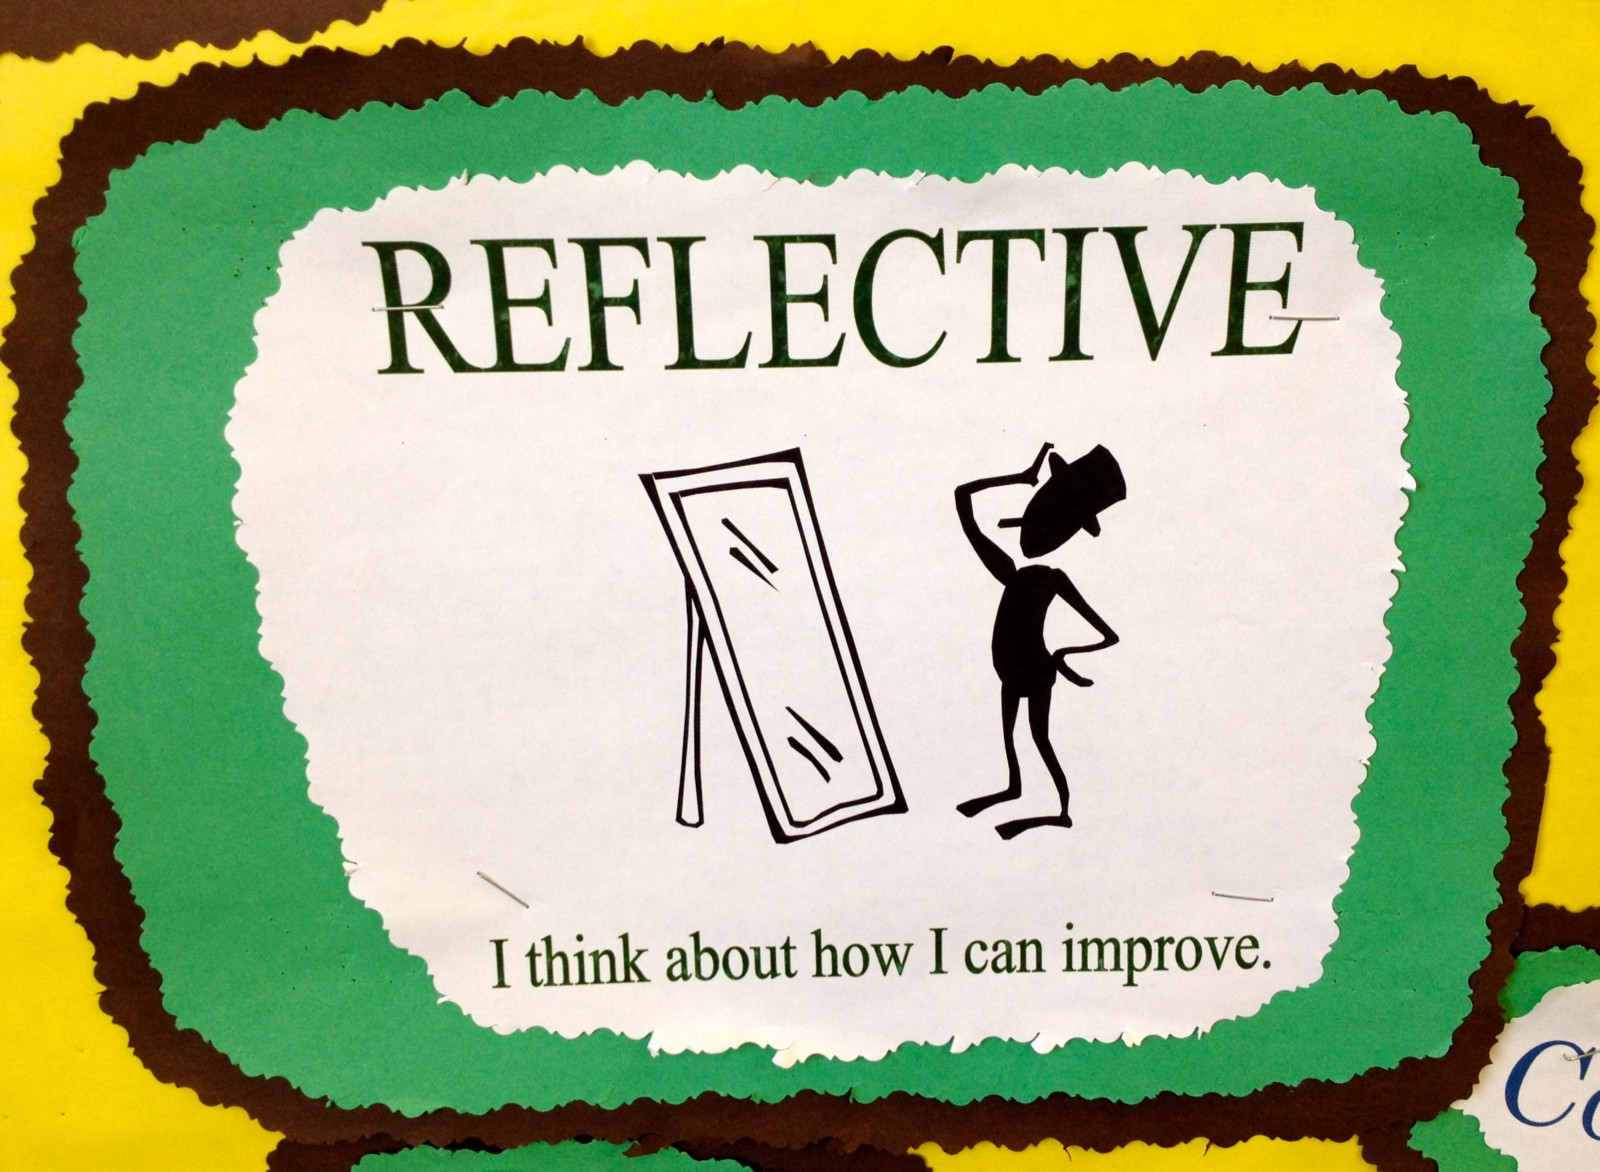 REFLECTIVE
I think about how I can improve.